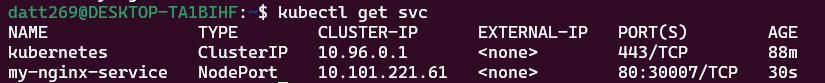 datt269@DESKTOP-TA1BIHF:~$ kubectl get svc
NAME TYPE CLUSTER-IP EXTERNAL-IP PORT(S) AGE
kubernetes ClusterIP 10.96.0.1 <none> 443/TCP 88m
my-nginx-service NodePort 10.101.221.61 <none> 80:30007/TCP 30s